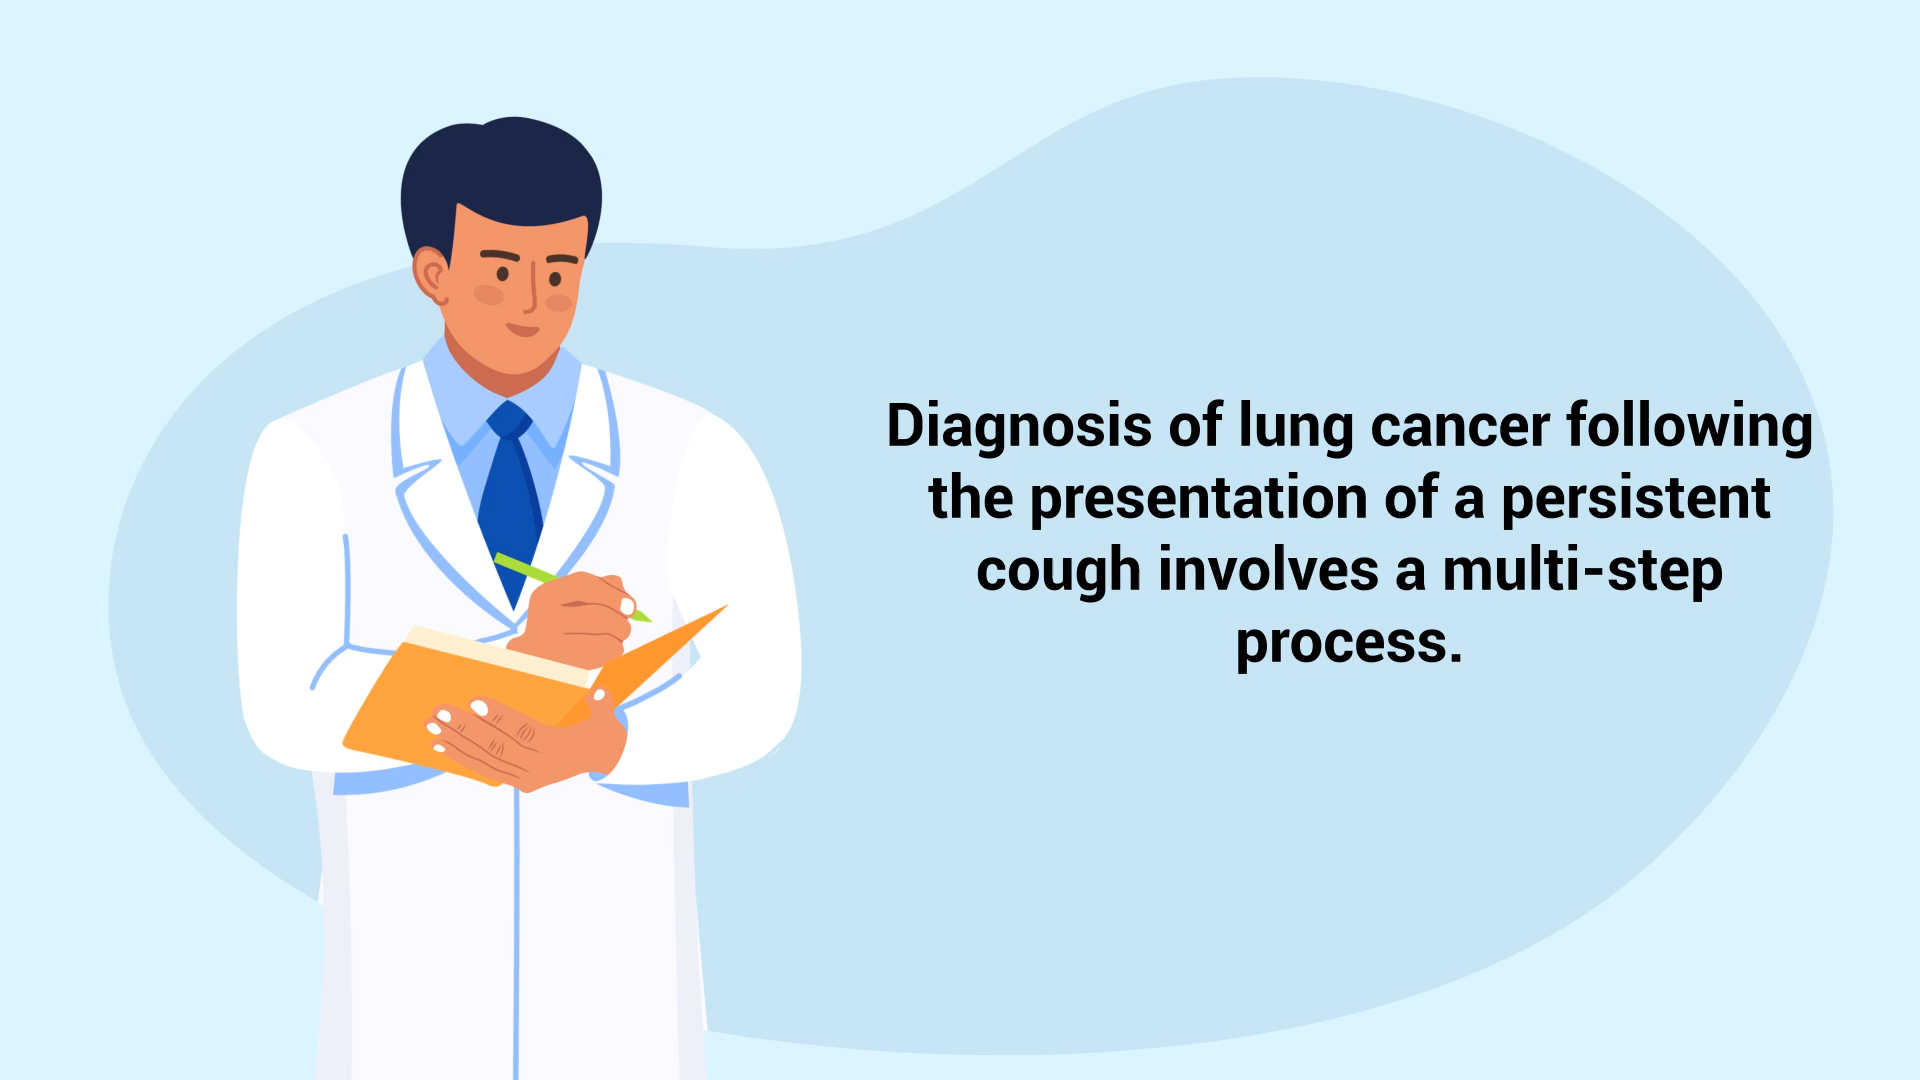 Diagnosis of lung cancer following
the presentation of a persistent
cough involves a multi-step
process.